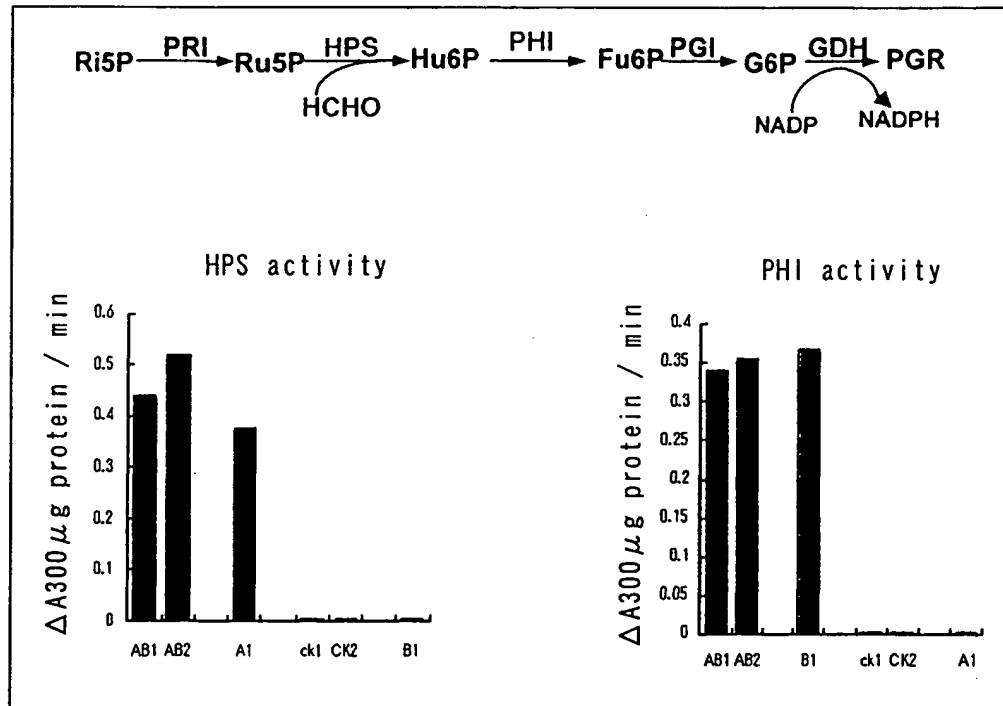 Ri5P PRI Ru5P HPS Hu6P PHI Fu6P PGI G6P GDH PGR
HCHO NADP NADPH
HPS activity
△A300μg protein / min
0.6
0.5
0.4
0.3
0.2
0.1
0
AB1 AB2 A1 ck1 CK2 B1
PHI activity
△A300μg protein / min
0.4
0.35
0.3
0.25
0.2
0.15
0.1
0.05
0
AB1 AB2 B1 ck1 CK2 A1